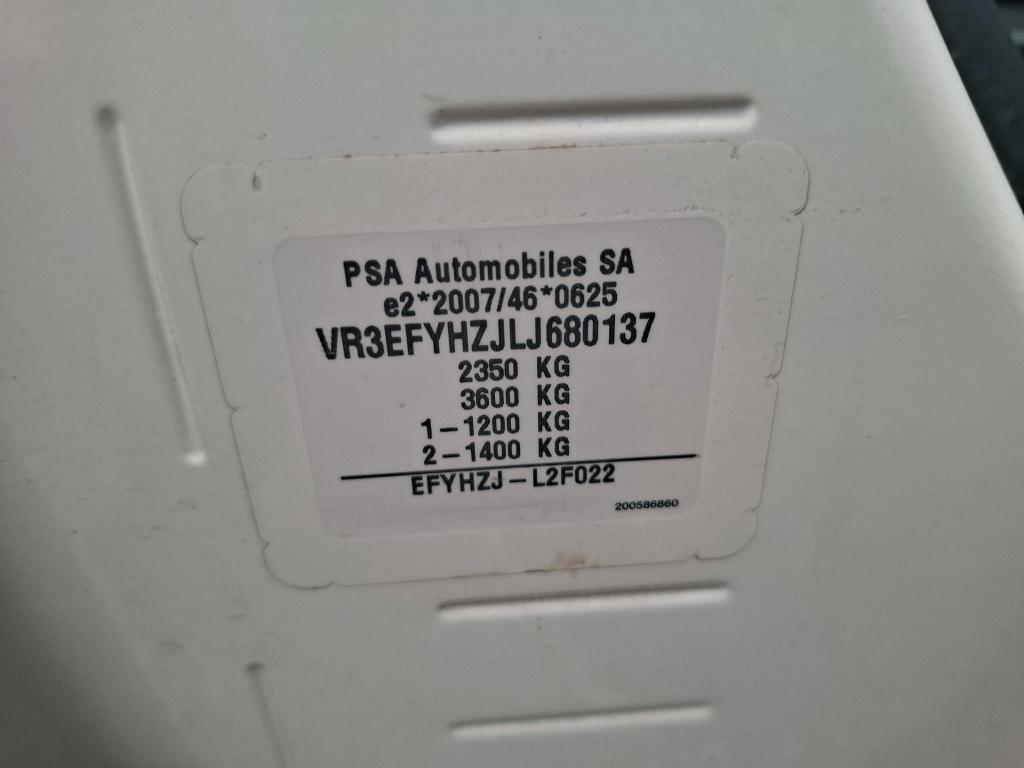 PSA Automobiles SA
e2*2007/46*0625
VR3EFYHZJLJ680137
2350 KG
3600 KG
1-1200 KG
2-1400 KG
EFYHZJ-L2F022
200586860